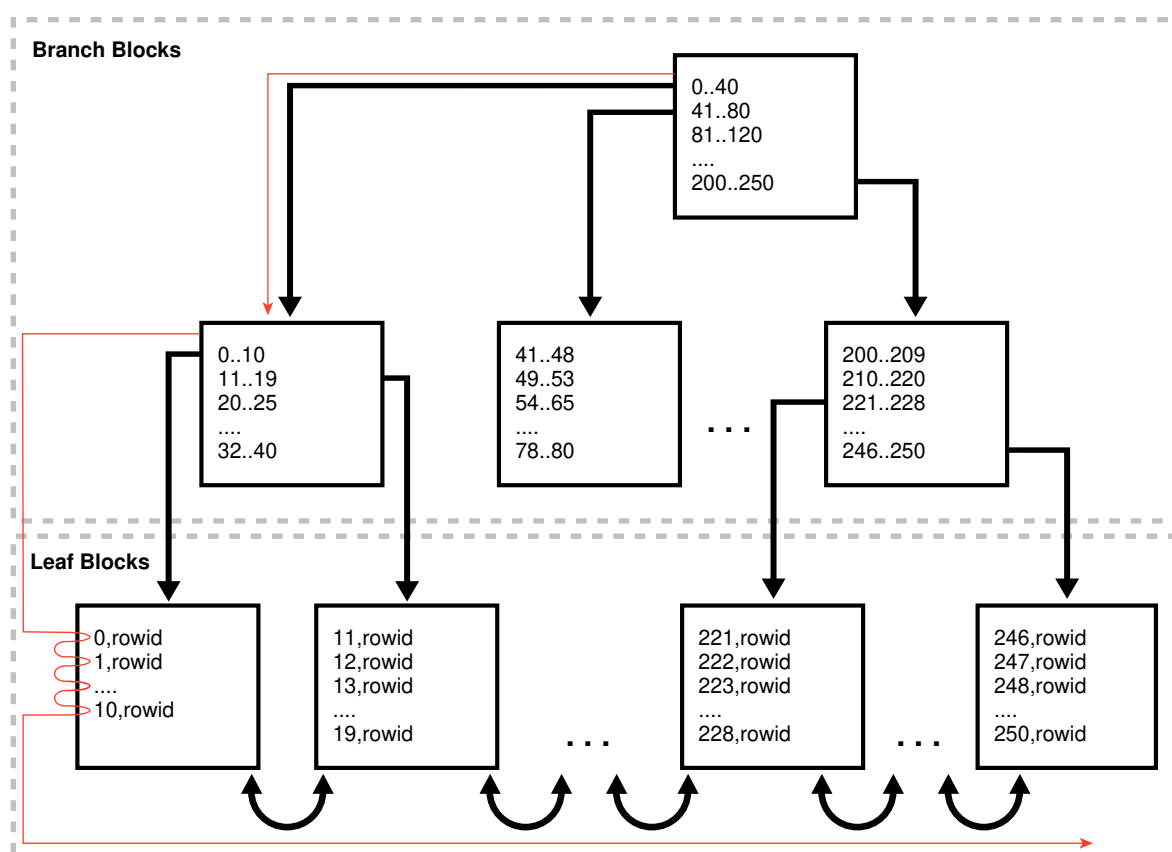 Branch Blocks
0..40
41..80
81..120
....
200..250
0..10
11..19
20..25
....
32..40
41..48
49..53
54..65
....
78..80
...
200..209
210..220
221..228
....
246..250
Leaf Blocks
0,rowid
1,rowid
....
10,rowid
11,rowid
12,rowid
13,rowid
....
19,rowid
...
221,rowid
222,rowid
223,rowid
....
228,rowid
...
246,rowid
247,rowid
248,rowid
....
250,rowid